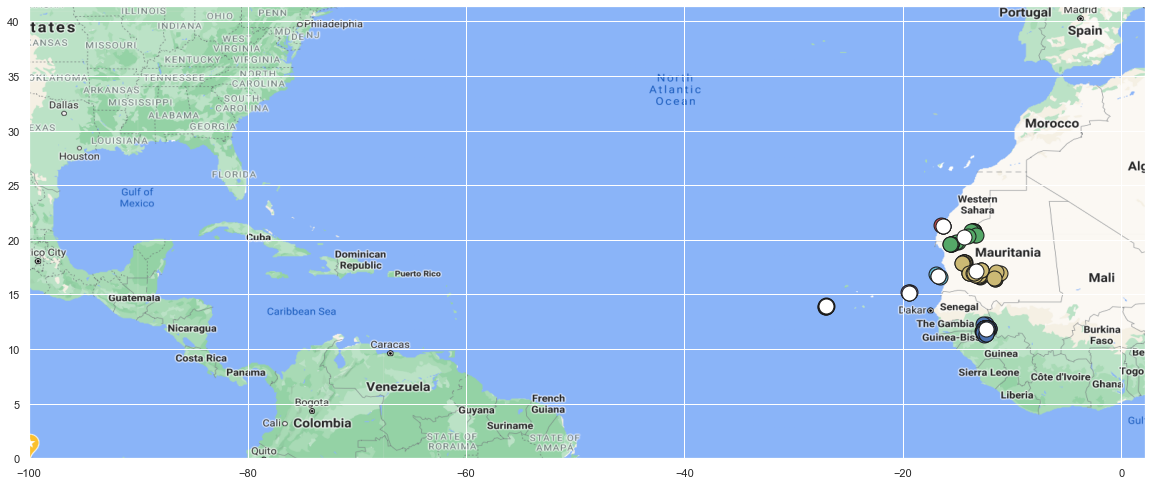 ILLINOIS
OHIO
PENN
Philadelphia
tates
INDIANA
MD
DE
NJ
KANSAS
MISSOURI
WEST
VIRGINIA
KENTUCKY
VIRGINIA
OKLAHOMA
TENNESSEE
NORTH
CAROLINA
ARKANSAS
MISSISSIPPI
SOUTH
CAROLINA
Dallas
ALABAMA
GEORGIA
EXAS
LOUISIANA
Houston
FLORIDA
Gulf of
Mexico
North
Atlantic
Ocean
Portugal
Madrid
Spain
Morocco
Alg
Western
Sahara
Mauritania
Mali
Cuba
ico City
Dominican
Republic
Puerto Rico
Guatemala
Caribbean Sea
Nicaragua
Costa Rica
Panama
Caracas
Venezuela
Bogota
Cali
Colombia
Guyana
French
Guiana
Suriname
STATE OF
RORAIMA
STATE OF
AMAPA
Quito
Dakar
Senegal
The Gambia
Guinea-Biss
Guinea
Sierra Leone
Liberia
Côte d'Ivoire
Burkina
Faso
Be
Togo
Ghana
Gul
40
35
30
25
20
15
10
5
0
−100
−80
−60
−40
−20
0